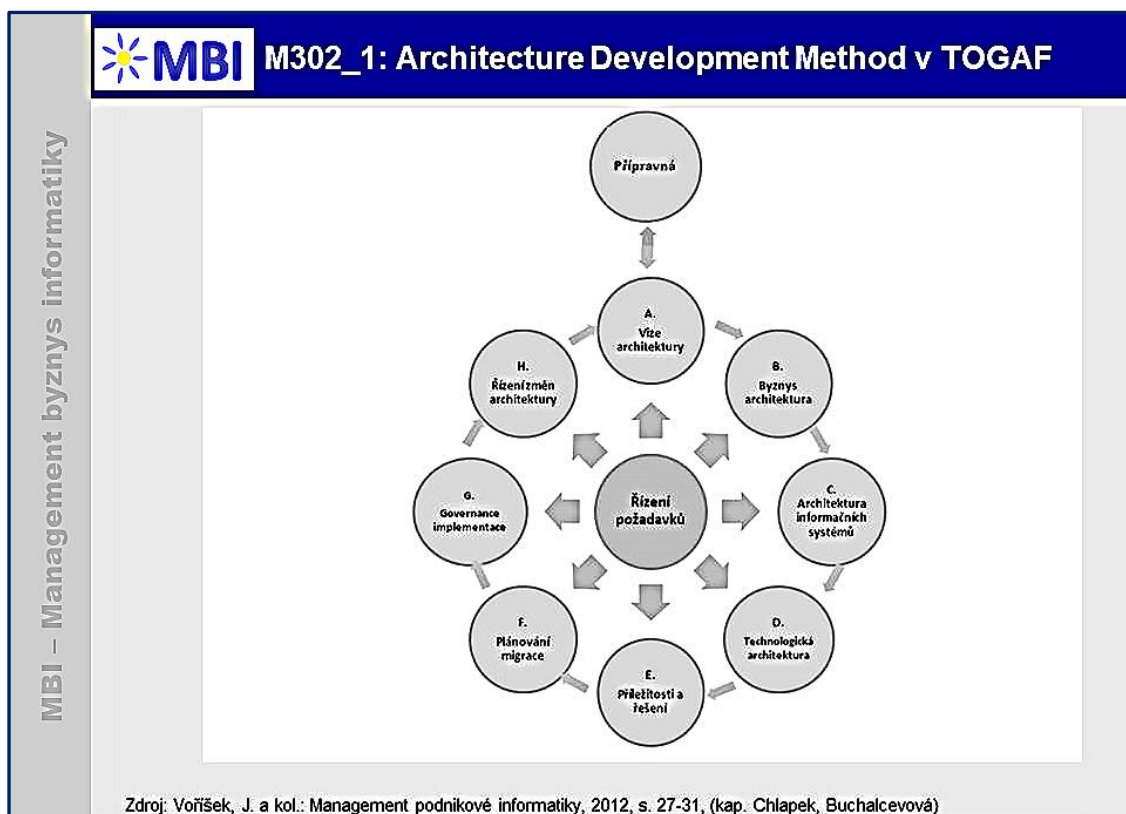 MBI
M302_1: Architecture Development Method v TOGAF
MBI – Management byznys informatiky
Přípravná
A.
Vize
architektury
B.
Byznys
architektura
C.
Architektura
informačních
systémů
D.
Technologická
architektura
E.
Příležitosti a
řešení
F.
Plánování
migrace
G.
Governance
implementace
H.
Řízení změn
architektury
Řízení
požadavků
Zdroj: Voříšek, J. a kol.: Management podnikové informatiky, 2012, s. 27-31, (kap. Chlapek, Buchalcevová)